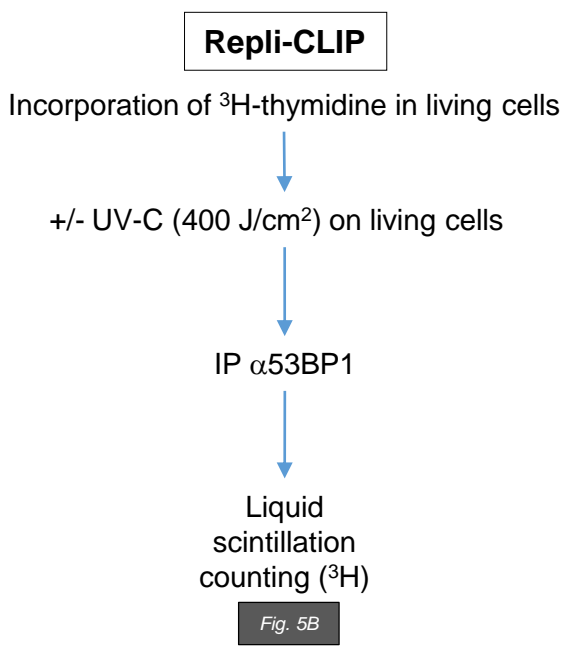 Repli-CLIP
Incorporation of ³H-thymidine in living cells
+/- UV-C (400 J/cm²) on living cells
IP α53BP1
Liquid
scintillation
counting (³H)
Fig. 5B